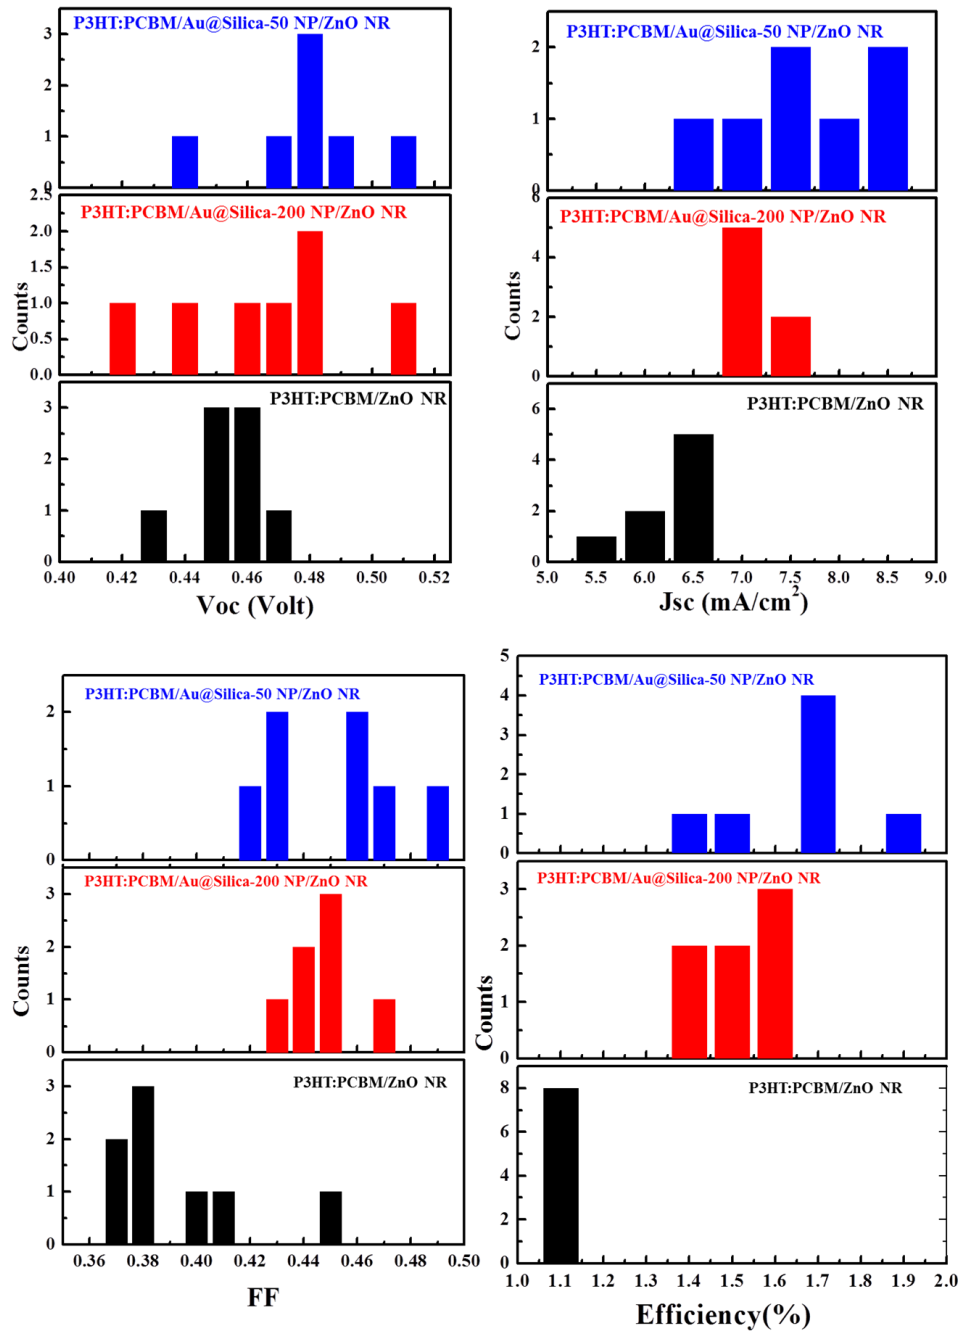 P3HT:PCBM/Au@Silica-50 NP/ZnO NR
3
2
1
0
P3HT:PCBM/Au@Silica-200 NP/ZnO NR
2.5
2.0
1.5
1.0
0.5
0.0
Counts
P3HT:PCBM/ZnO NR
3
2
1
0
0.40 0.42 0.44 0.46 0.48 0.50 0.52
Voc (Volt)
P3HT:PCBM/Au@Silica-50 NP/ZnO NR
2
1
0
P3HT:PCBM/Au@Silica-200 NP/ZnO NR
6
4
2
0
Counts
P3HT:PCBM/ZnO NR
6
4
2
0
5.0 5.5 6.0 6.5 7.0 7.5 8.0 8.5 9.0
Jsc (mA/cm²)
P3HT:PCBM/Au@Silica-50 NP/ZnO NR
2
1
0
P3HT:PCBM/Au@Silica-200 NP/ZnO NR
3
2
1
0
Counts
P3HT:PCBM/ZnO NR
3
2
1
0
0.36 0.38 0.40 0.42 0.44 0.46 0.48 0.50
FF
P3HT:PCBM/Au@Silica-50 NP/ZnO NR
5
4
3
2
1
0
P3HT:PCBM/Au@Silica-200 NP/ZnO NR
3
2
1
0
Counts
P3HT:PCBM/ZnO NR
8
6
4
2
0
1.0 1.1 1.2 1.3 1.4 1.5 1.6 1.7 1.8 1.9 2.0
Efficiency(%)